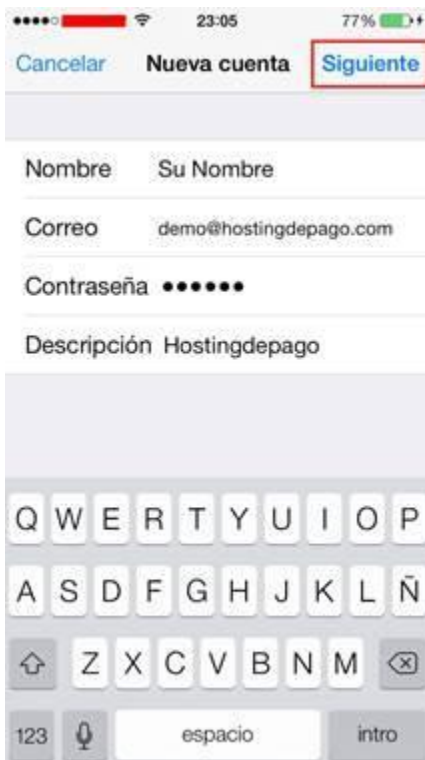 23:05 77%
Cancelar Nueva cuenta Siguiente
Nombre Su Nombre
Correo demo@hostingdepago.com
Contraseña ●●●●●●
Descripción Hostingdepago
Q W E R T Y U I O P
A S D F G H J K L Ñ
Z X C V B N M
123 espacio intro